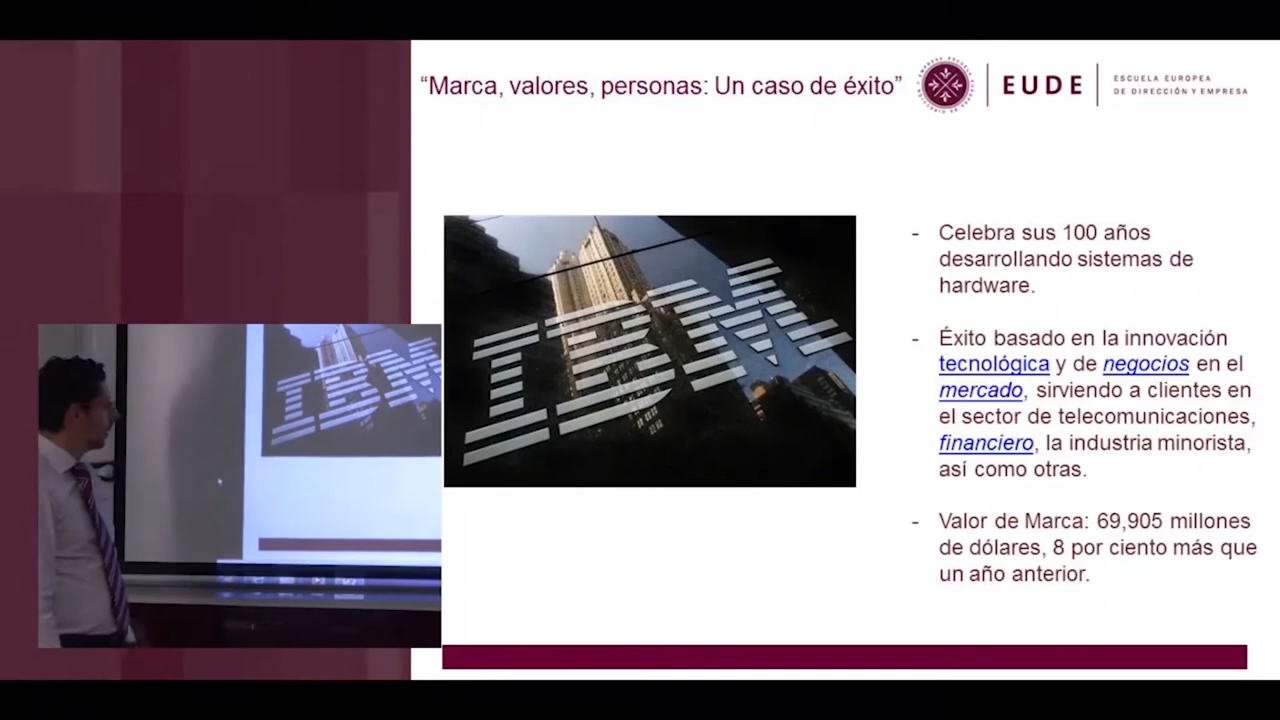 “Marca, valores, personas: Un caso de éxito”
EUDE
ESCUELA EUROPEA
DE DIRECCIÓN Y EMPRESA
IBM
IBM
- Celebra sus 100 años
desarrollando sistemas de
hardware.
- Éxito basado en la innovación
tecnológica y de negocios en el
mercado, sirviendo a clientes en
el sector de telecomunicaciones,
financiero, la industria minorista,
así como otras.
- Valor de Marca: 69,905 millones
de dólares, 8 por ciento más que
un año anterior.